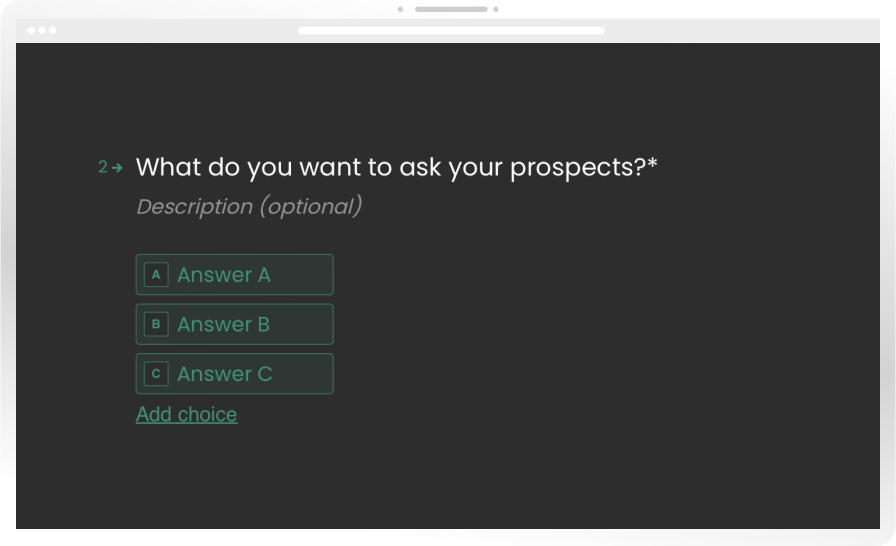 2→ What do you want to ask your prospects?*
Description (optional)
A Answer A
B Answer B
C Answer C
Add choice